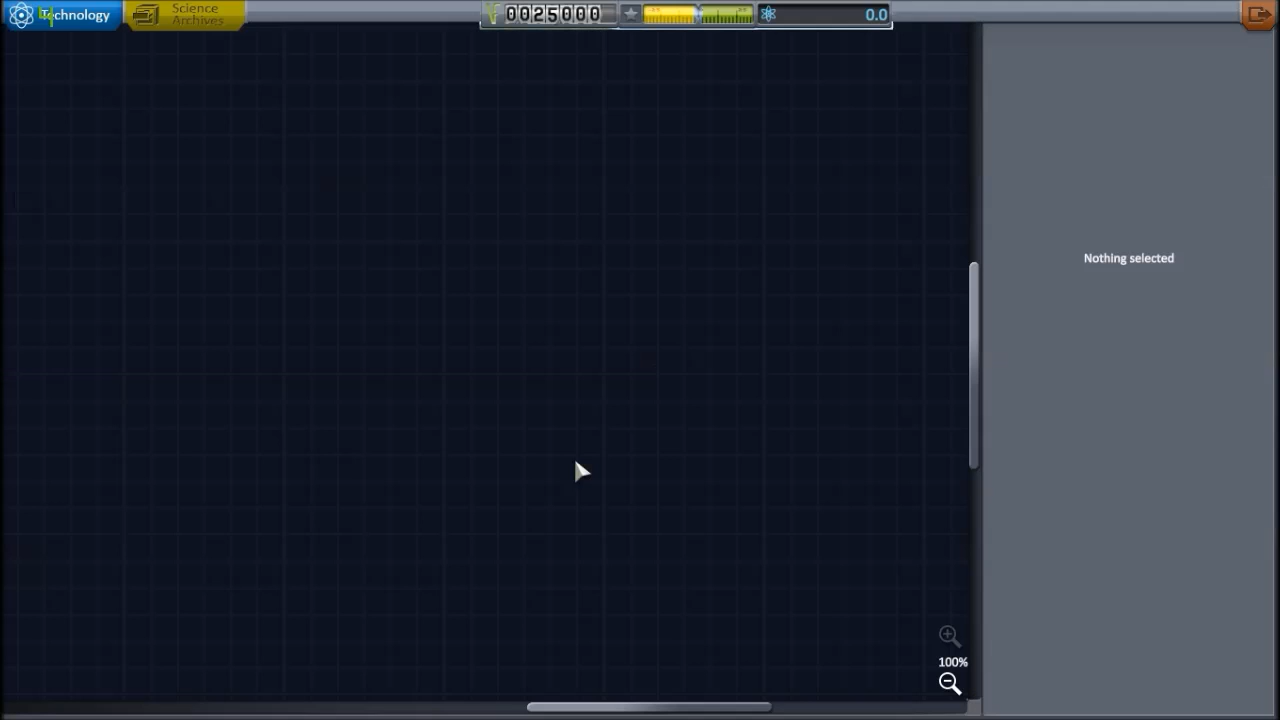 Technology
Science
Archives
0025000
0.0
Nothing selected
100%